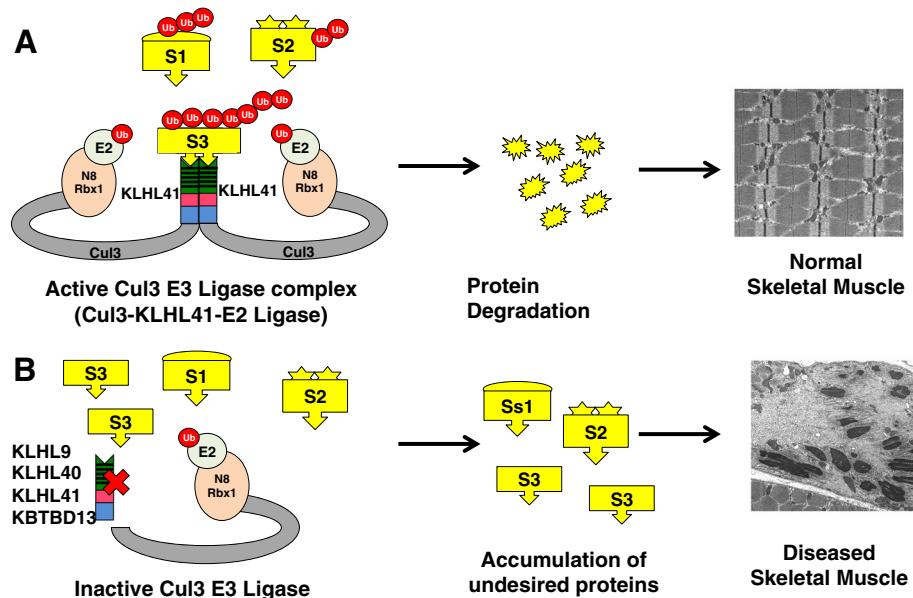 A
Ub Ub Ub
S1
S2
Ub Ub
Ub Ub Ub Ub Ub Ub Ub Ub
S3
Ub
E2
N8
Rbx1
Ub
E2
N8
Rbx1
KLHL41
KLHL41
Cul3
Cul3
Active Cul3 E3 Ligase complex
(Cul3-KLHL41-E2 Ligase)
Protein
Degradation
Normal
Skeletal Muscle
B
S3
S1
S2
S3
KLHL9
KLHL40
KLHL41
KBTBD13
Ub
E2
N8
Rbx1
Inactive Cul3 E3 Ligase
Ss1
S2
S3
S3
Accumulation of
undesired proteins
Diseased
Skeletal Muscle